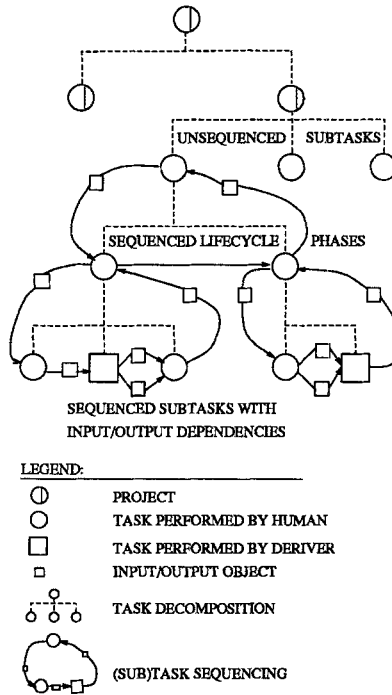 UNSEQUENCED SUBTASKS
SEQUENCED LIFECYCLE PHASES
SEQUENCED SUBTASKS WITH
INPUT/OUTPUT DEPENDENCIES
LEGEND:
PROJECT
TASK PERFORMED BY HUMAN
TASK PERFORMED BY DERIVER
INPUT/OUTPUT OBJECT
TASK DECOMPOSITION
(SUB)TASK SEQUENCING